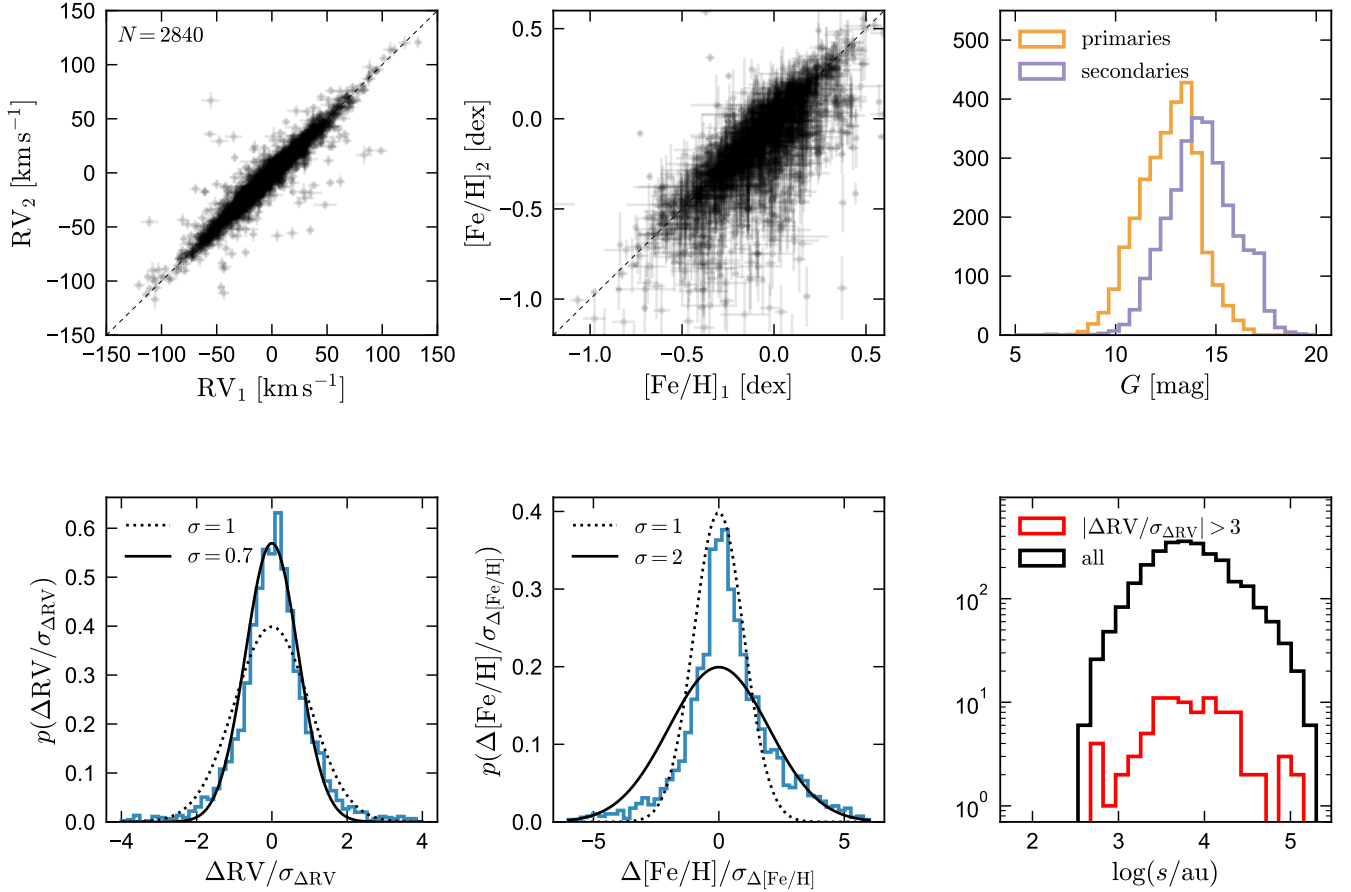 N = 2840
RV₂ [km s⁻¹]
150
100
50
0
−50
−100
−150
−150 −100 −50 0 50 100 150
RV₁ [km s⁻¹]
[Fe/H]₂ [dex]
0.5
0.0
−0.5
−1.0
−1.0 −0.5 0.0 0.5
[Fe/H]₁ [dex]
primaries
secondaries
500
400
300
200
100
0
5 10 15 20
G [mag]
σ = 1
σ = 0.7
p(ΔRV/σ_ΔRV)
0.6
0.5
0.4
0.3
0.2
0.1
0.0
−4 −2 0 2 4
ΔRV/σ_ΔRV
σ = 1
σ = 2
p(Δ[Fe/H]/σ_Δ[Fe/H])
0.4
0.3
0.2
0.1
0.0
−5 0 5
Δ[Fe/H]/σ_Δ[Fe/H]
|ΔRV/σ_ΔRV| > 3
all
10²
10¹
10⁰
2 3 4 5
log(s/au)